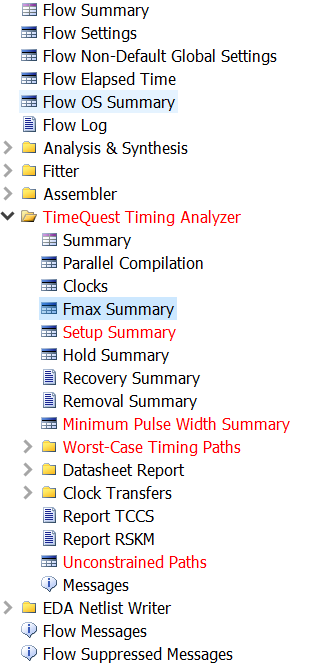 Flow Summary
Flow Settings
Flow Non-Default Global Settings
Flow Elapsed Time
Flow OS Summary
Flow Log
Analysis & Synthesis
Fitter
Assembler
TimeQuest Timing Analyzer
Summary
Parallel Compilation
Clocks
Fmax Summary
Setup Summary
Hold Summary
Recovery Summary
Removal Summary
Minimum Pulse Width Summary
Worst-Case Timing Paths
Datasheet Report
Clock Transfers
Report TCCS
Report RSKM
Unconstrained Paths
Messages
EDA Netlist Writer
Flow Messages
Flow Suppressed Messages